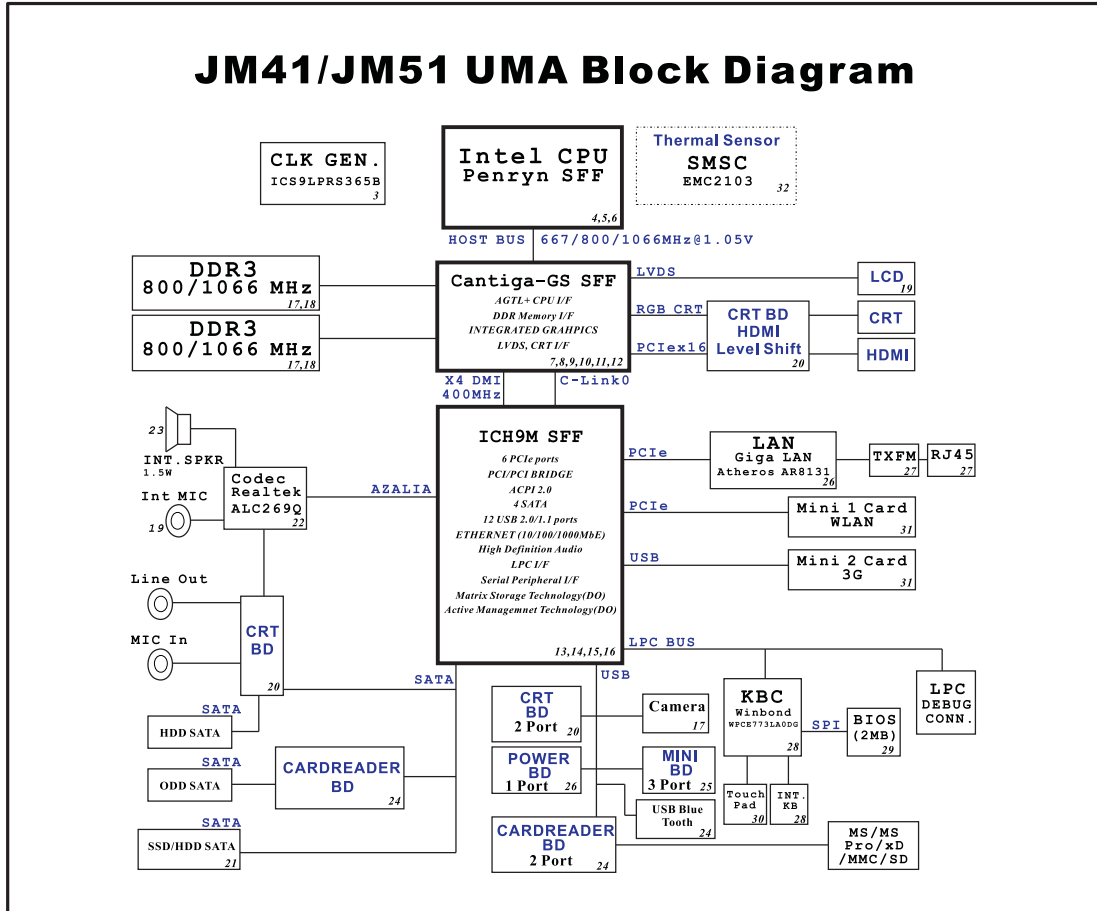 JM41/JM51 UMA Block Diagram
CLK GEN.
ICS9LPRS365B
3
Intel CPU
Penryn SFF
4,5,6
Thermal Sensor
SMSC
EMC2103
32
HOST BUS
667/800/1066MHz@1.05V
DDR3
800/1066 MHz
17,18
DDR3
800/1066 MHz
17,18
Cantiga-GS SFF
AGTL+ CPU I/F
DDR Memory I/F
INTEGRATED GRAHPICS
LVDS, CRT I/F
7,8,9,10,11,12
LVDS
LCD
19
RGB CRT
PCIex16
CRT BD
HDMI
Level Shift
20
CRT
HDMI
X4 DMI
400MHz
C-Link0
ICH9M SFF
6 PCIe ports
PCI/PCI BRIDGE
ACPI 2.0
4 SATA
12 USB 2.0/1.1 ports
ETHERNET (10/100/1000MbE)
High Definition Audio
LPC I/F
Serial Peripheral I/F
Matrix Storage Technology(DO)
Active Managemnet Technology(DO)
13,14,15,16
23
INT.SPKR
1.5W
Int MIC
19
Codec
Realtek
ALC269Q
22
AZALIA
Line Out
MIC In
CRT
BD
20
SATA
SATA
HDD SATA
SATA
ODD SATA
CARDREADER
BD
24
SATA
SSD/HDD SATA
21
PCIe
LAN
Giga LAN
Atheros AR8131
26
TXFM
27
RJ45
27
PCIe
Mini 1 Card
WLAN
31
USB
Mini 2 Card
3G
31
LPC BUS
USB
CRT
BD
2 Port
20
Camera
17
POWER
BD
1 Port
26
MINI
BD
3 Port
25
USB Blue
Tooth
24
CARDREADER
BD
2 Port
24
MS/MS
Pro/xD
/MMC/SD
KBC
Winbond
WPCE773LA0DG
28
SPI
BIOS
(2MB)
29
LPC
DEBUG
CONN.
Touch
Pad
30
INT.
KB
28